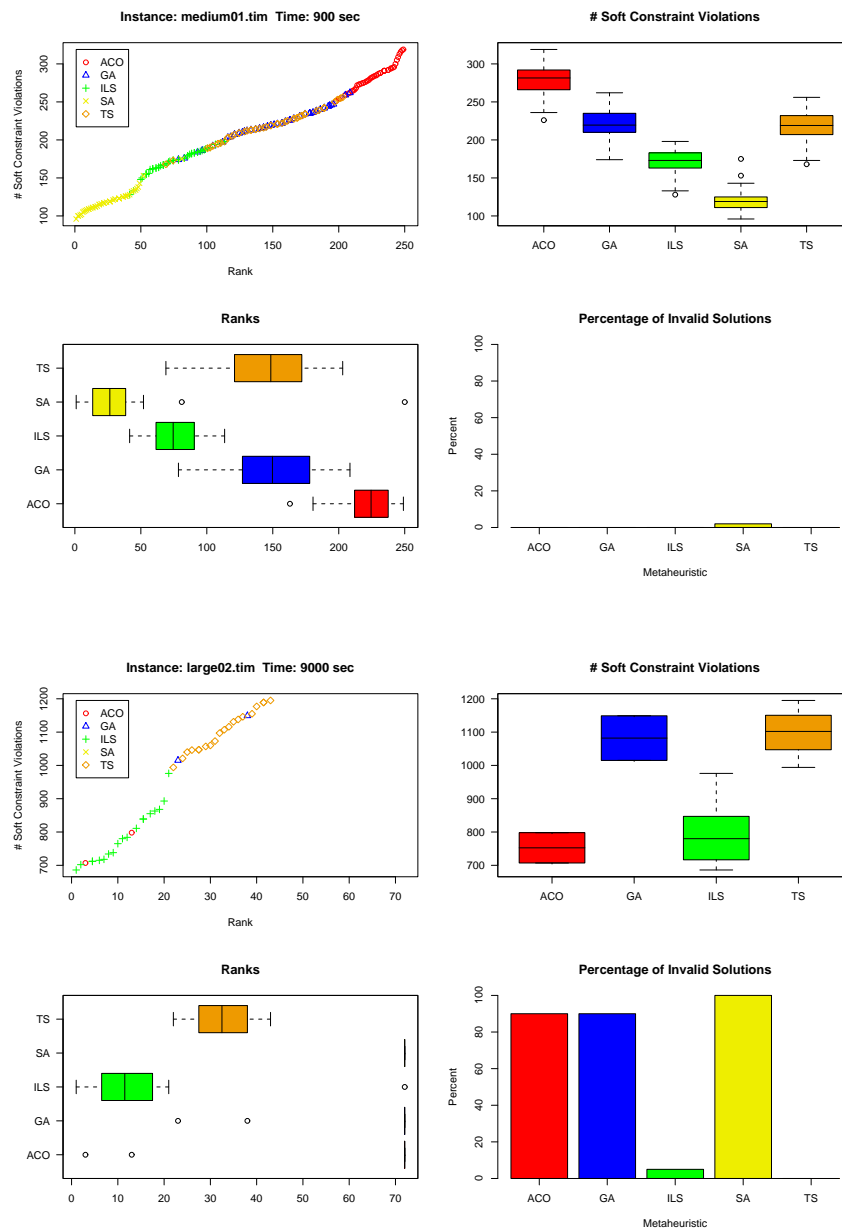 Instance: medium01.tim Time: 900 sec
# Soft Constraint Violations
100 150 200 250 300
ACO
GA
ILS
SA
TS
0 50 100 150 200 250
Rank
# Soft Constraint Violations
100 150 200 250 300
ACO GA ILS SA TS
Ranks
TS
SA
ILS
GA
ACO
0 50 100 150 200 250
Percentage of Invalid Solutions
Percent
0 20 40 60 80 100
ACO GA ILS SA TS
Metaheuristic
Instance: large02.tim Time: 9000 sec
# Soft Constraint Violations
700 800 900 1000 1100 1200
ACO
GA
ILS
SA
TS
0 10 20 30 40 50 60 70
Rank
# Soft Constraint Violations
700 800 900 1000 1100 1200
ACO GA ILS TS
Ranks
TS
SA
ILS
GA
ACO
0 10 20 30 40 50 60 70
Percentage of Invalid Solutions
Percent
0 20 40 60 80 100
ACO GA ILS SA TS
Metaheuristic